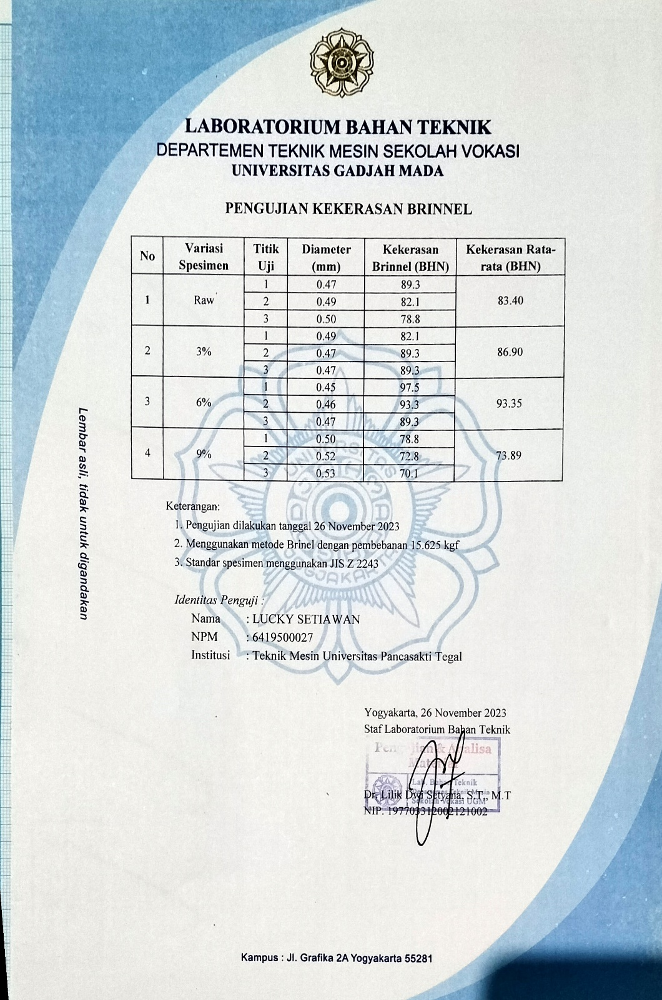 LABORATORIUM BAHAN TEKNIK
DEPARTEMEN TEKNIK MESIN SEKOLAH VOKASI
UNIVERSITAS GADJAH MADA
PENGUJIAN KEKERASAN BRINNEL
No Variasi Spesimen Titik Uji Diameter (mm) Kekerasan Brinnel (BHN) Kekerasan Rata-rata (BHN)
1 Raw 1 0.47 89.3 83.40
2 0.49 82.1
3 0.50 78.8
2 3% 1 0.49 82.1 86.90
2 0.47 89.3
3 0.47 89.3
3 6% 1 0.45 97.5 93.35
2 0.46 93.3
3 0.47 89.3
4 9% 1 0.50 78.8 73.89
2 0.52 72.8
3 0.53 70.1
Lembar asli, tidak untuk digandakan
Keterangan:
1. Pengujian dilakukan tanggal 26 November 2023
2. Menggunakan metode Brinel dengan pembebanan 15.625 kgf
3. Standar spesimen menggunakan JIS Z 2243
Identitas Penguji :
Nama : LUCKY SETIAWAN
NPM : 6419500027
Institusi : Teknik Mesin Universitas Pancasakti Tegal
Yogyakarta, 26 November 2023
Staf Laboratorium Bahan Teknik
Lab. Bahan Teknik
Sekolah Vokasi UGM
Dr. Lilik Dwi Setyana, S.T., M.T
NIP. 197703312002121002
Kampus : Jl. Grafika 2A Yogyakarta 55281